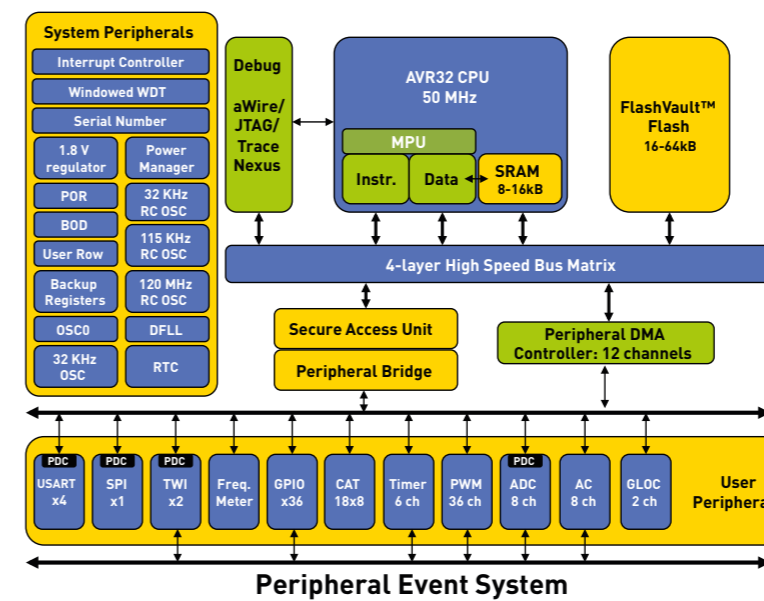 System Peripherals
Interrupt Controller
Windowed WDT
Serial Number
1.8 V
regulator
Power
Manager
POR
32 KHz
RC OSC
BOD
115 KHz
RC OSC
User Row
Backup
Registers
120 MHz
RC OSC
OSC0
DFLL
32 KHz
OSC
RTC
Debug
aWire/
JTAG/
Trace
Nexus
AVR32 CPU
50 MHz
MPU
Instr.
Data
SRAM
8-16kB
FlashVault™
Flash
16-64kB
4-layer High Speed Bus Matrix
Secure Access Unit
Peripheral Bridge
Peripheral DMA
Controller: 12 channels
PDC
USART
x4
PDC
SPI
x1
PDC
TWI
x2
Freq.
Meter
GPIO
x36
CAT
18x8
Timer
6 ch
PWM
36 ch
PDC
ADC
8 ch
AC
8 ch
GLOC
2 ch
User
Periphera
Peripheral Event System